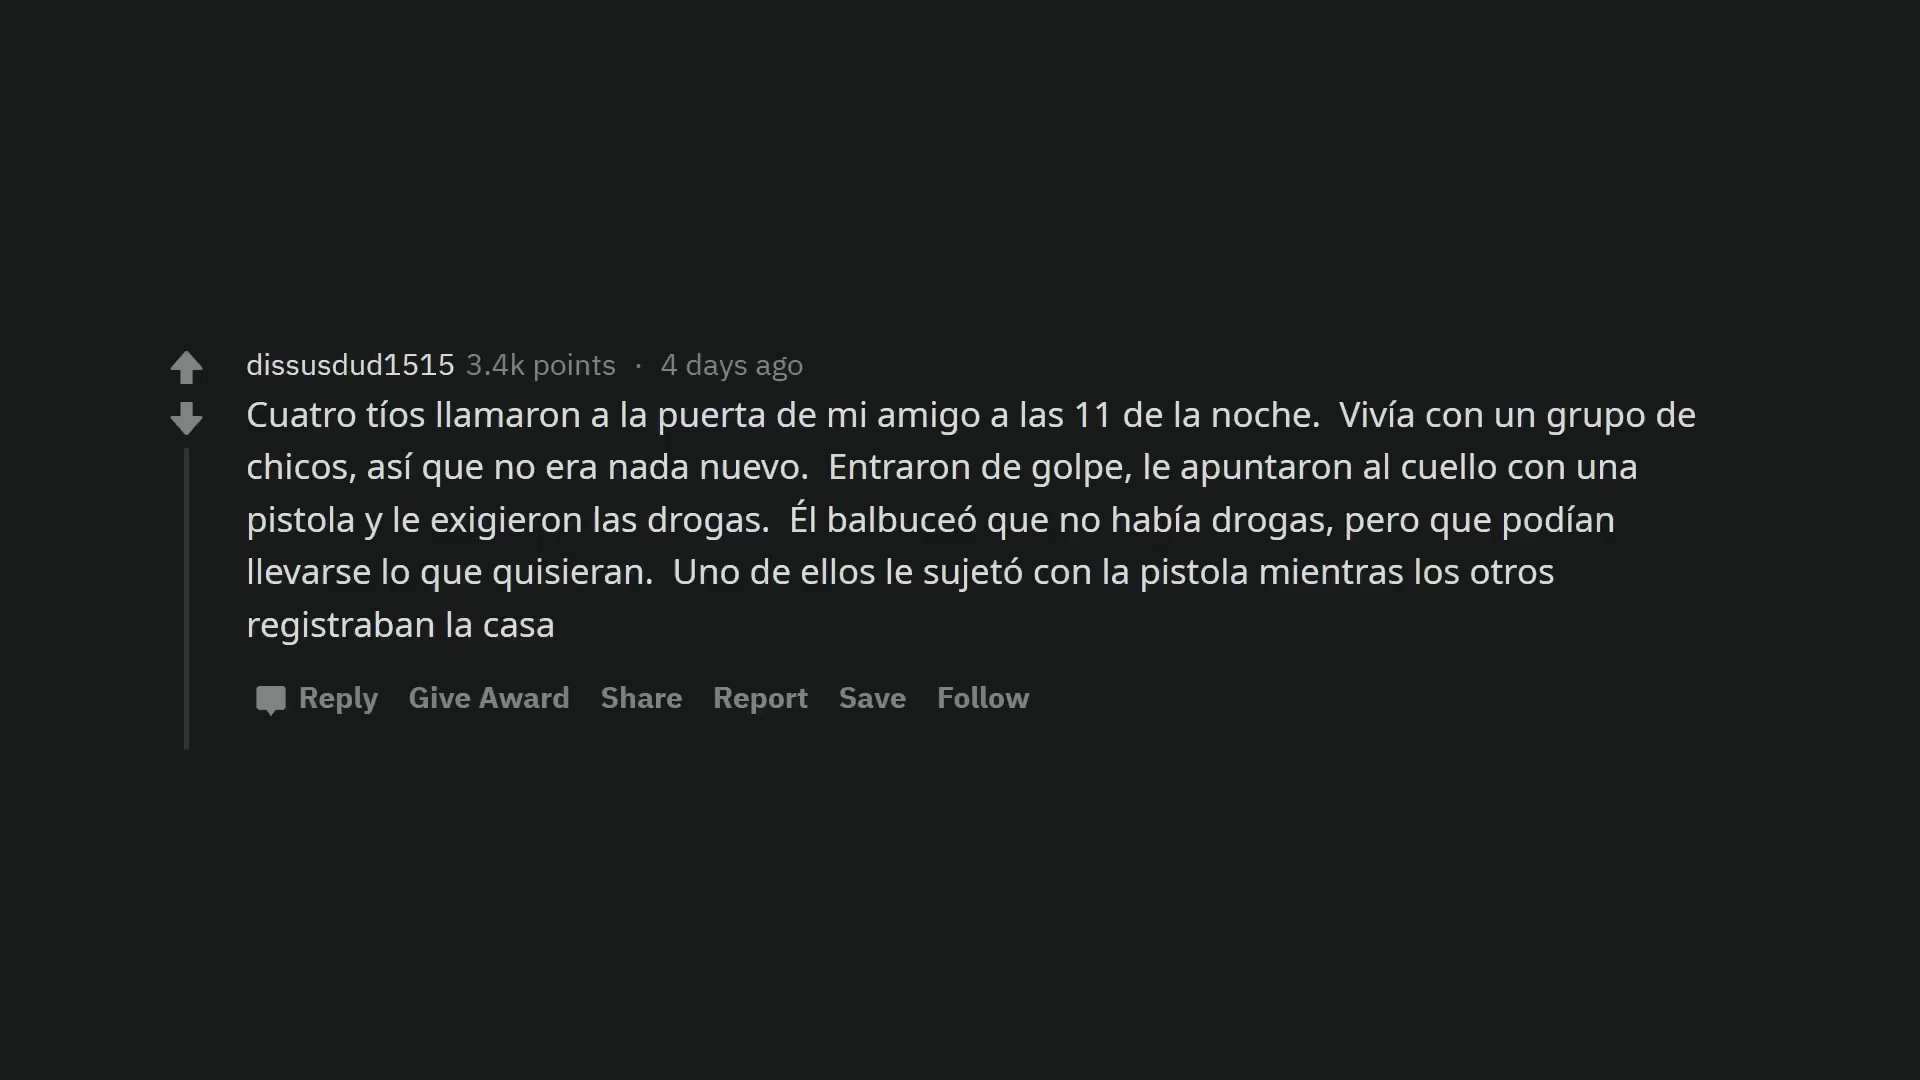 dissusdud1515 3.4k points · 4 days ago
Cuatro tíos llamaron a la puerta de mi amigo a las 11 de la noche.  Vivía con un grupo de
chicos, así que no era nada nuevo.  Entraron de golpe, le apuntaron al cuello con una
pistola y le exigieron las drogas.  Él balbuceó que no había drogas, pero que podían
llevarse lo que quisieran.  Uno de ellos le sujetó con la pistola mientras los otros
registraban la casa
Reply Give Award Share Report Save Follow